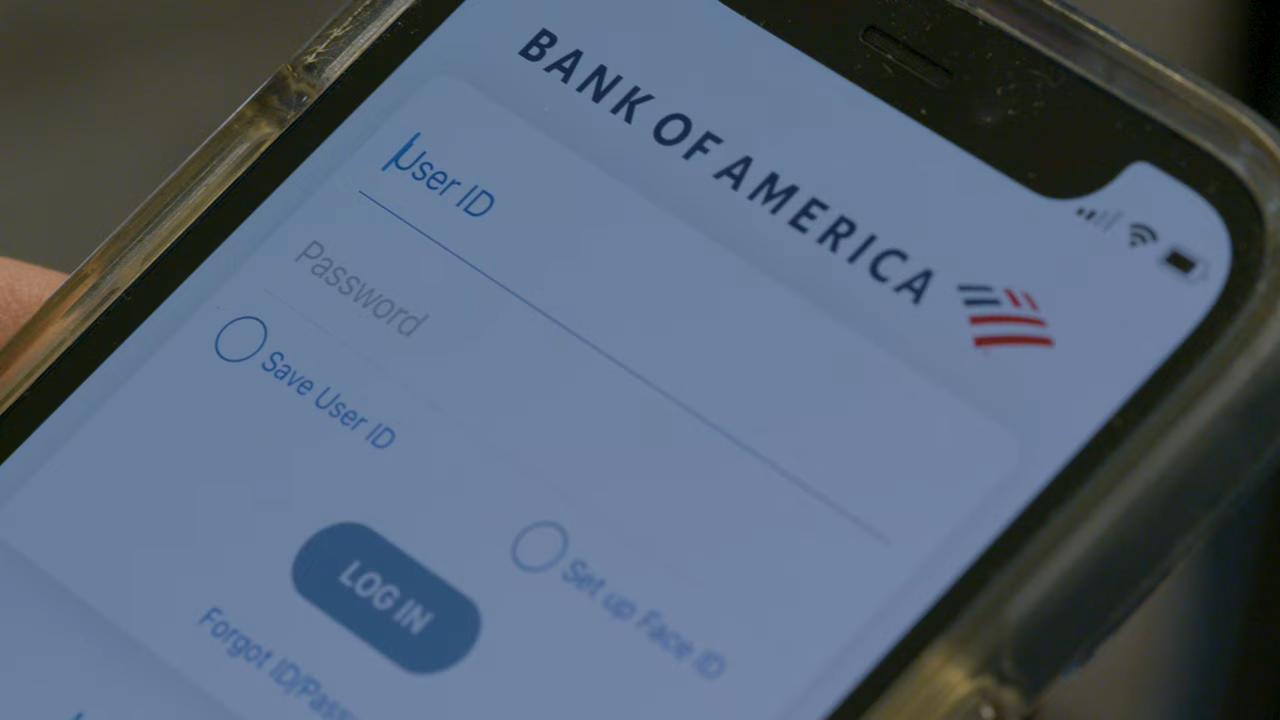 BANK OF AMERICA
User ID
Password
Save User ID
Set up Face ID
LOG IN
Forgot ID/Pass